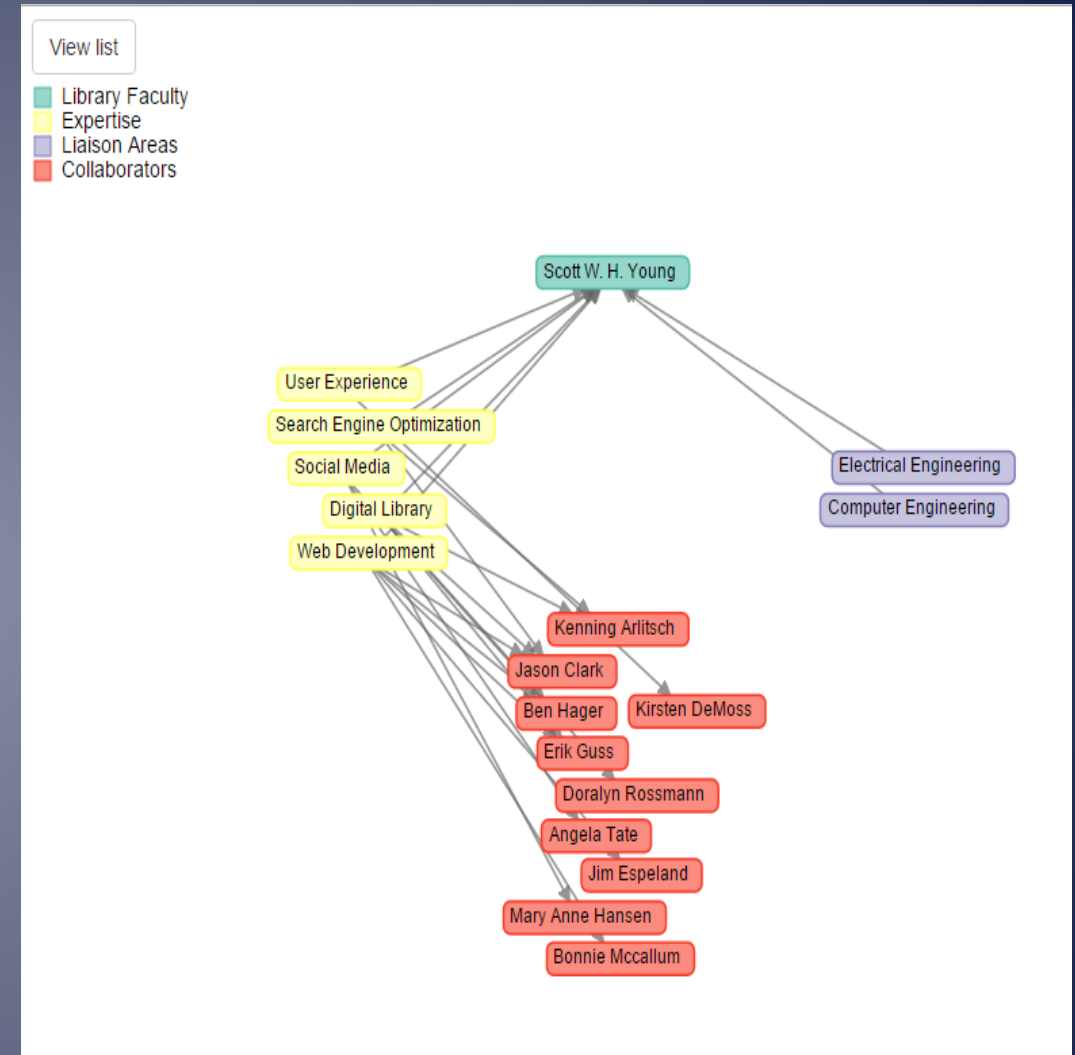 View list
Library Faculty
Expertise
Liaison Areas
Collaborators
Scott W. H. Young
User Experience
Search Engine Optimization
Social Media
Digital Library
Web Development
Electrical Engineering
Computer Engineering
Kenning Arlitsch
Jason Clark
Ben Hager
Kirsten DeMoss
Erik Guss
Doralyn Rossmann
Angela Tate
Jim Espeland
Mary Anne Hansen
Bonnie Mccallum